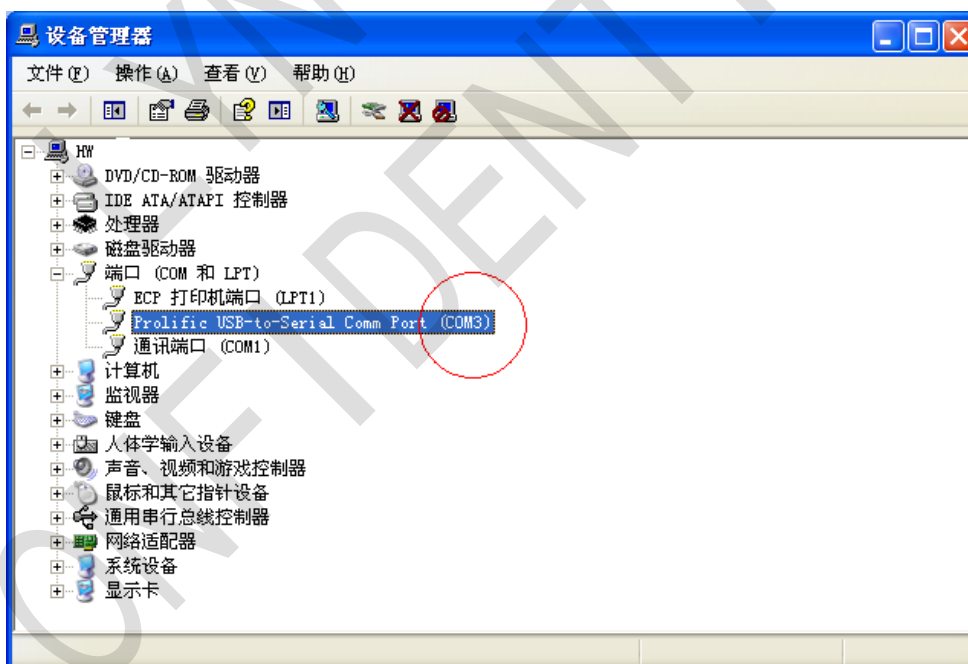 设备管理器
文件(F) 操作(A) 查看(V) 帮助(H)
HW
DVD/CD-ROM 驱动器
IDE ATA/ATAPI 控制器
处理器
磁盘驱动器
端口 (COM 和 LPT)
ECP 打印机端口 (LPT1)
Prolific USB-to-Serial Comm Port (COM3)
通讯端口 (COM1)
计算机
监视器
键盘
人体学输入设备
声音、视频和游戏控制器
鼠标和其它指针设备
通用串行总线控制器
网络适配器
系统设备
显示卡